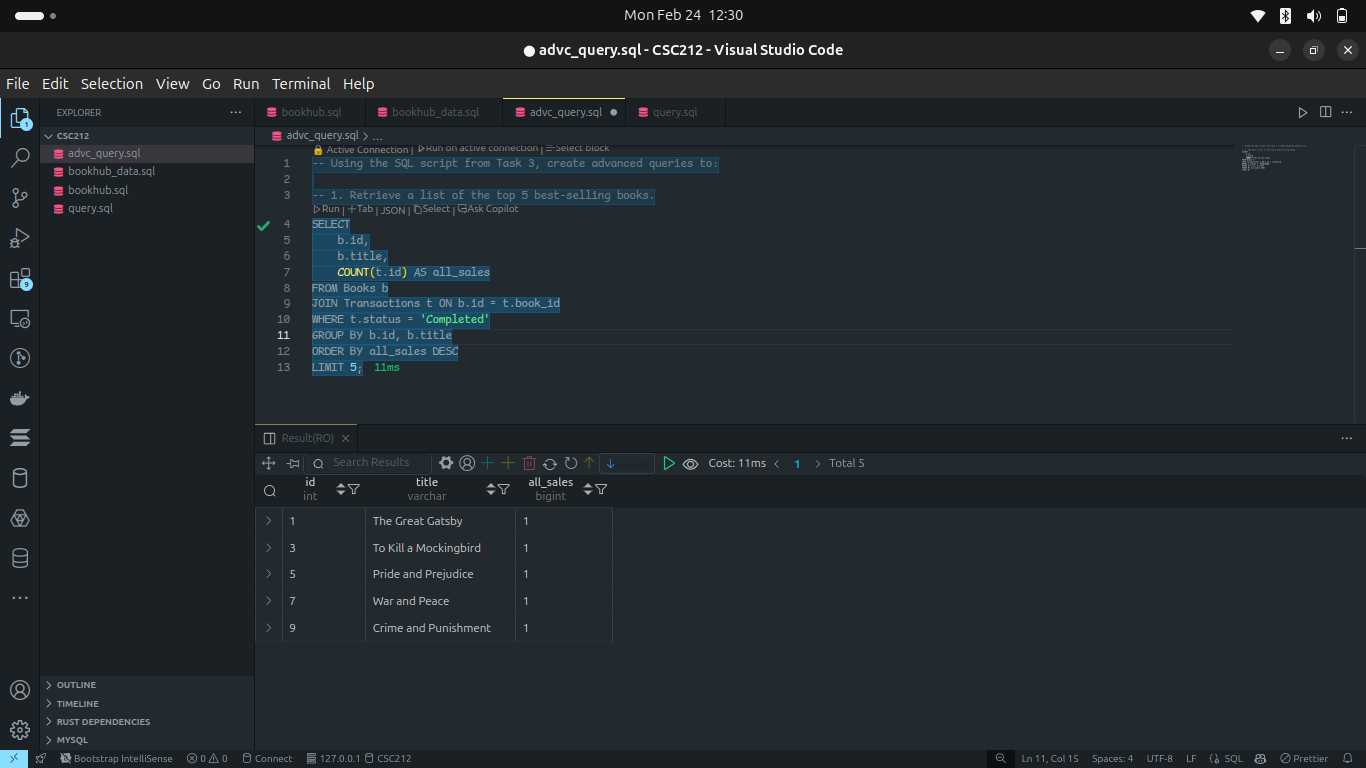 Mon Feb 24 12:30
● advc_query.sql - CSC212 - Visual Studio Code
File Edit Selection View Go Run Terminal Help
EXPLORER ···
bookhub.sql bookhub_data.sql advc_query.sql query.sql
CSC212
advc_query.sql
bookhub_data.sql
bookhub.sql
query.sql
1
9
advc_query.sql > ...
Active Connection | Run on active connection | Select block
1 -- Using the SQL script from Task 3, create advanced queries to:
2
3 -- 1. Retrieve a list of the top 5 best-selling books.
Run | Tab | JSON | Select | Ask Copilot
4 SELECT
5 b.id,
6 b.title,
7 COUNT(t.id) AS all_sales
8 FROM Books b
9 JOIN Transactions t ON b.id = t.book_id
10 WHERE t.status = 'Completed'
11 GROUP BY b.id, b.title
12 ORDER BY all_sales DESC
13 LIMIT 5; 11ms
Result(RO)
Search Results Cost: 11ms < 1 > Total 5
id title all_sales
int varchar bigint
1 The Great Gatsby 1
3 To Kill a Mockingbird 1
5 Pride and Prejudice 1
7 War and Peace 1
9 Crime and Punishment 1
OUTLINE
TIMELINE
RUST DEPENDENCIES
MYSQL
Bootstrap IntelliSense 0 0 Connect 127.0.0.1 CSC212 Ln 11, Col 15 Spaces: 4 UTF-8 LF SQL Prettier